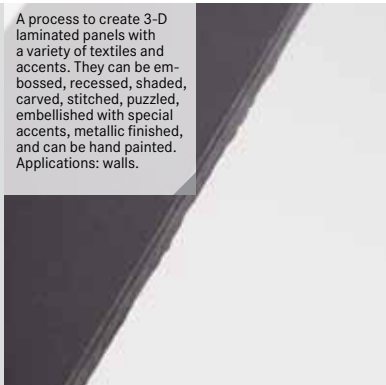 A process to create 3-D
laminated panels with
a variety of textiles and
accents. They can be em-
bossed, recessed, shaded,
carved, stitched, puzzled,
embellished with special
accents, metallic finished,
and can be hand painted.
Applications: walls.